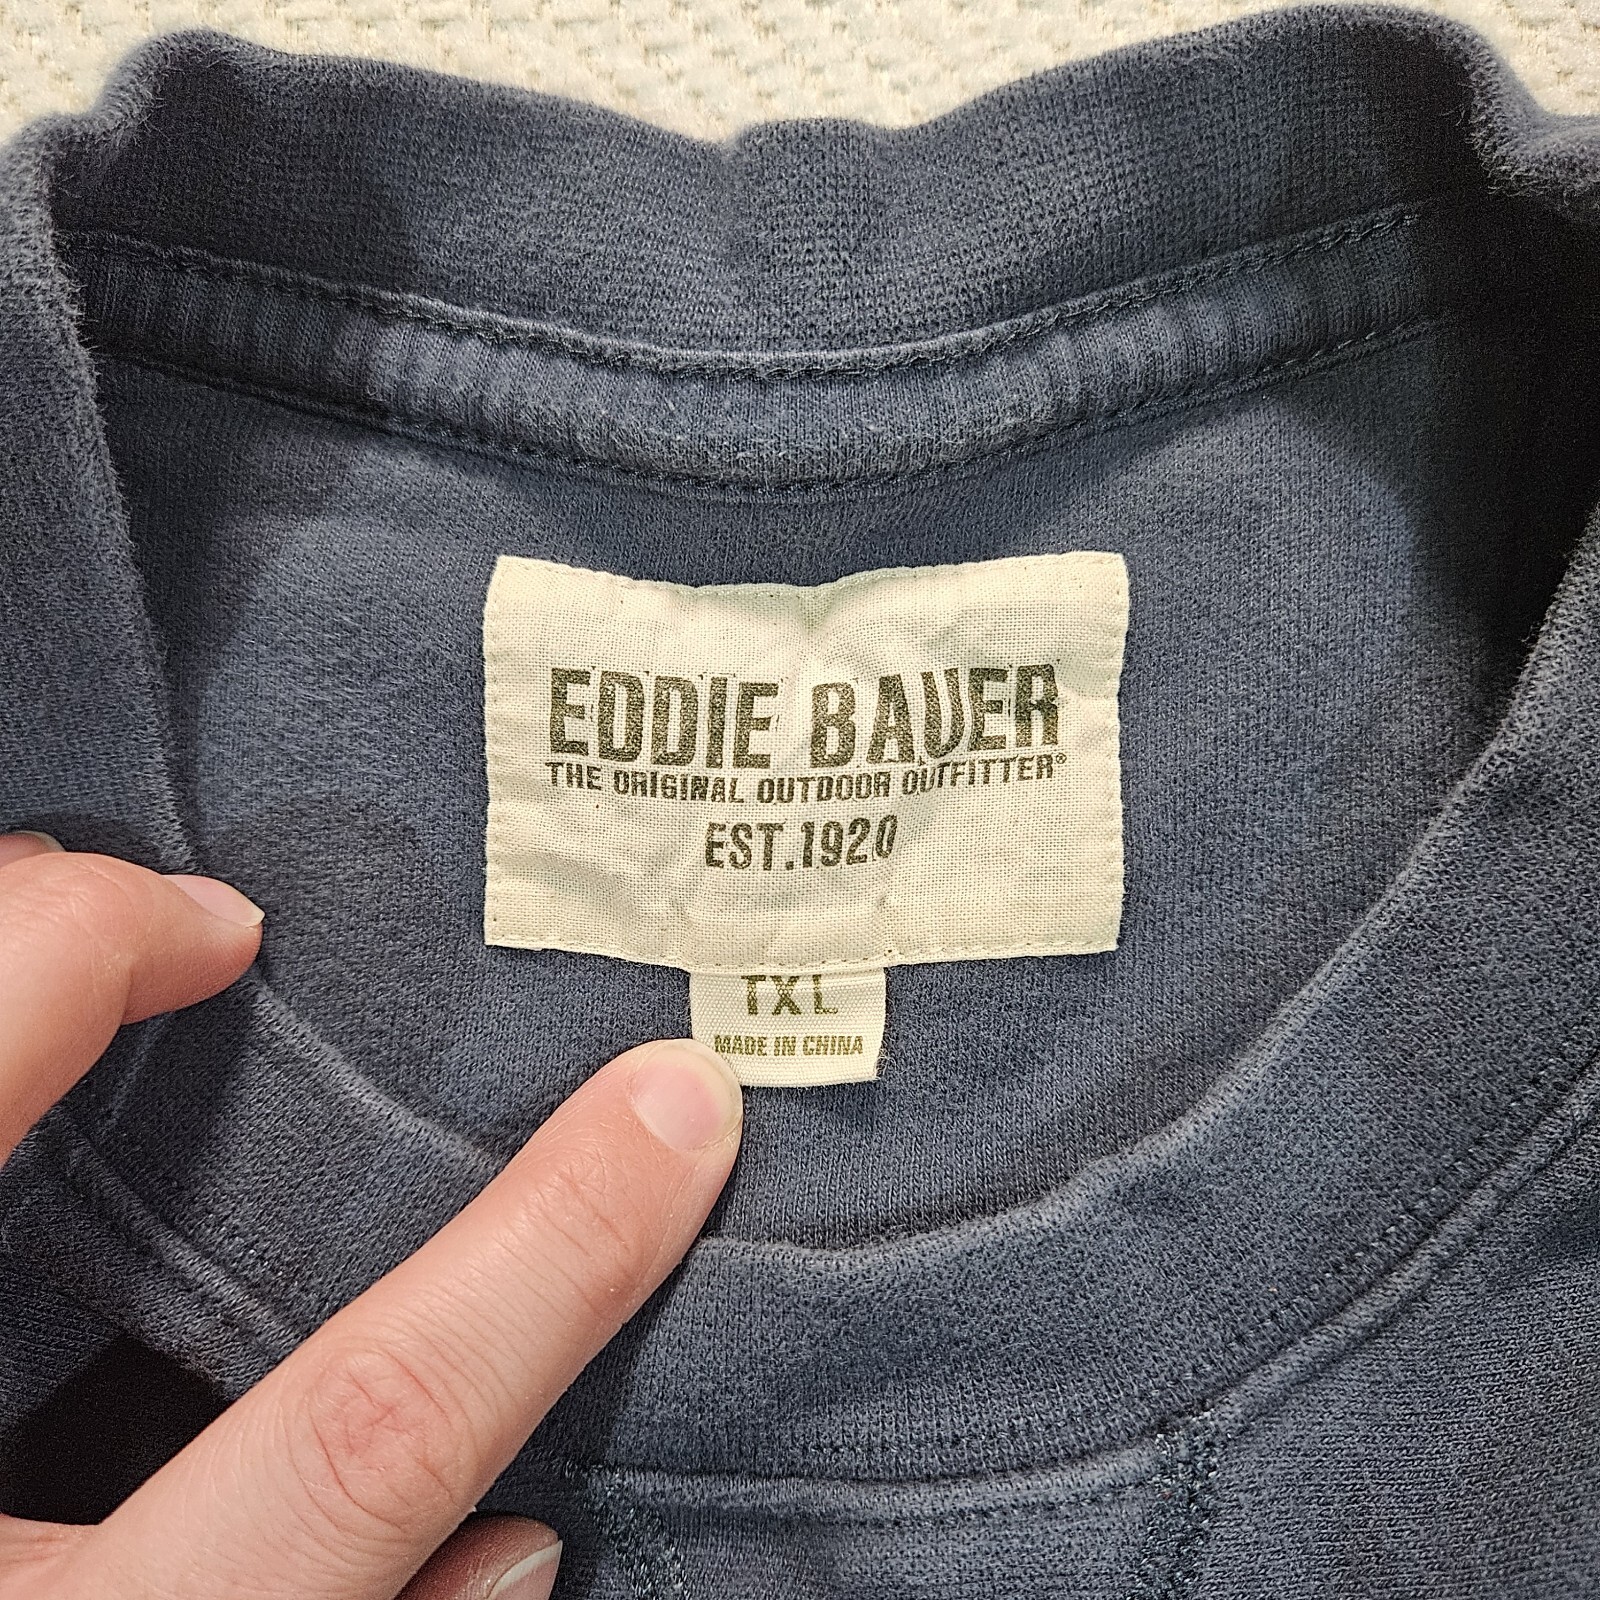 EDDIE BAUER
THE ORIGINAL OUTDOOR OUTFITTER®
EST.1920
TXL
MADE IN CHINA